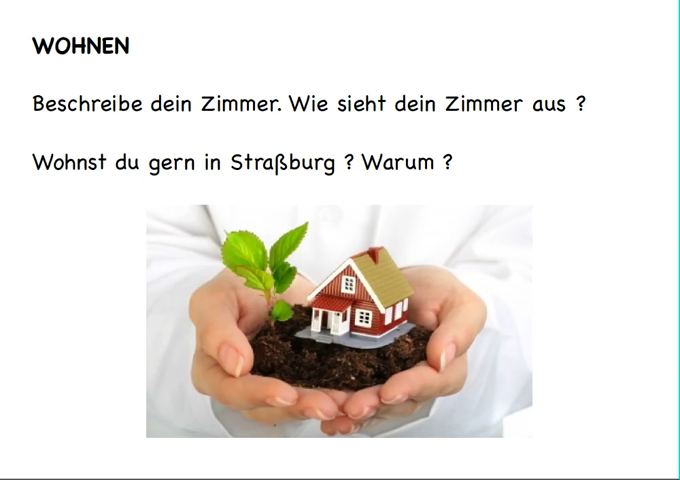 WOHNEN
Beschreibe dein Zimmer. Wie sieht dein Zimmer aus ?
Wohnst du gern in Straßburg ? Warum ?